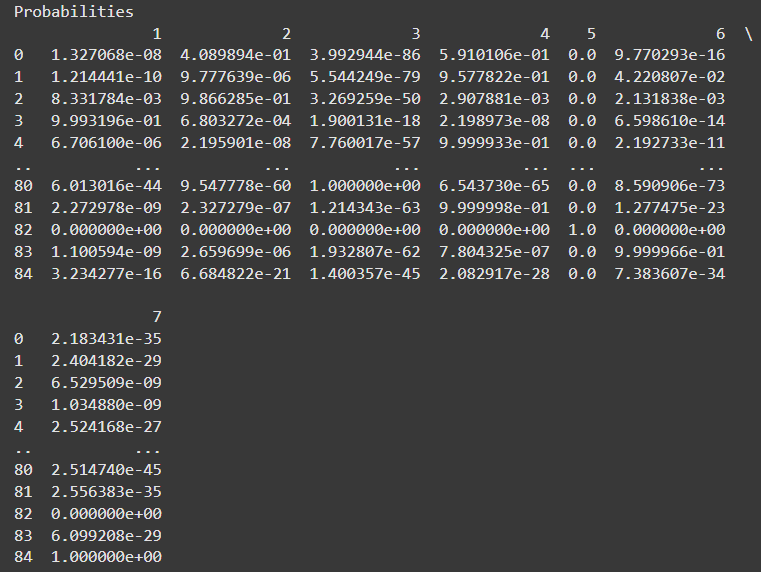 Probabilities
1 2 3 4 5 6 \
0 1.327068e-08 4.089894e-01 3.992944e-86 5.910106e-01 0.0 9.770293e-16
1 1.214441e-10 9.777639e-06 5.544249e-79 9.577822e-01 0.0 4.220807e-02
2 8.331784e-03 9.866285e-01 3.269259e-50 2.907881e-03 0.0 2.131838e-03
3 9.993196e-01 6.803272e-04 1.900131e-18 2.198973e-08 0.0 6.598610e-14
4 6.706100e-06 2.195901e-08 7.760017e-57 9.999933e-01 0.0 2.192733e-11
.. ... ... ... ... ... ...
80 6.013016e-44 9.547778e-60 1.000000e+00 6.543730e-65 0.0 8.590906e-73
81 2.272978e-09 2.327279e-07 1.214343e-63 9.999998e-01 0.0 1.277475e-23
82 0.000000e+00 0.000000e+00 0.000000e+00 0.000000e+00 1.0 0.000000e+00
83 1.100594e-09 2.659699e-06 1.932807e-62 7.804325e-07 0.0 9.999966e-01
84 3.234277e-16 6.684822e-21 1.400357e-45 2.082917e-28 0.0 7.383607e-34
7
0 2.183431e-35
1 2.404182e-29
2 6.529509e-09
3 1.034880e-09
4 2.524168e-27
.. ...
80 2.514740e-45
81 2.556383e-35
82 0.000000e+00
83 6.099208e-29
84 1.000000e+00